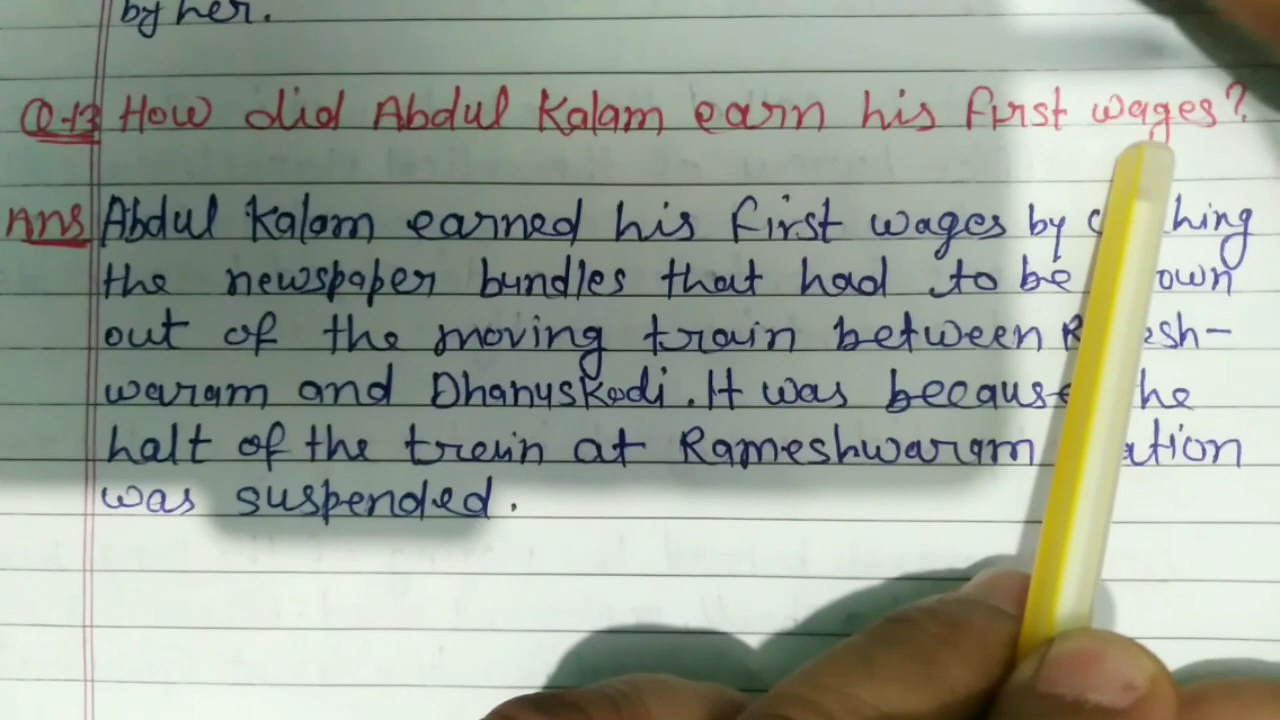 by her.
Q.13 How did Abdul Kalam earn his first wages?
Ans Abdul Kalam earned his first wages by
the newspaper bundles that had to be
out of the moving train between
waram and Dhanuskodi. It was because
halt of the train at Rameshwaram
was suspended.